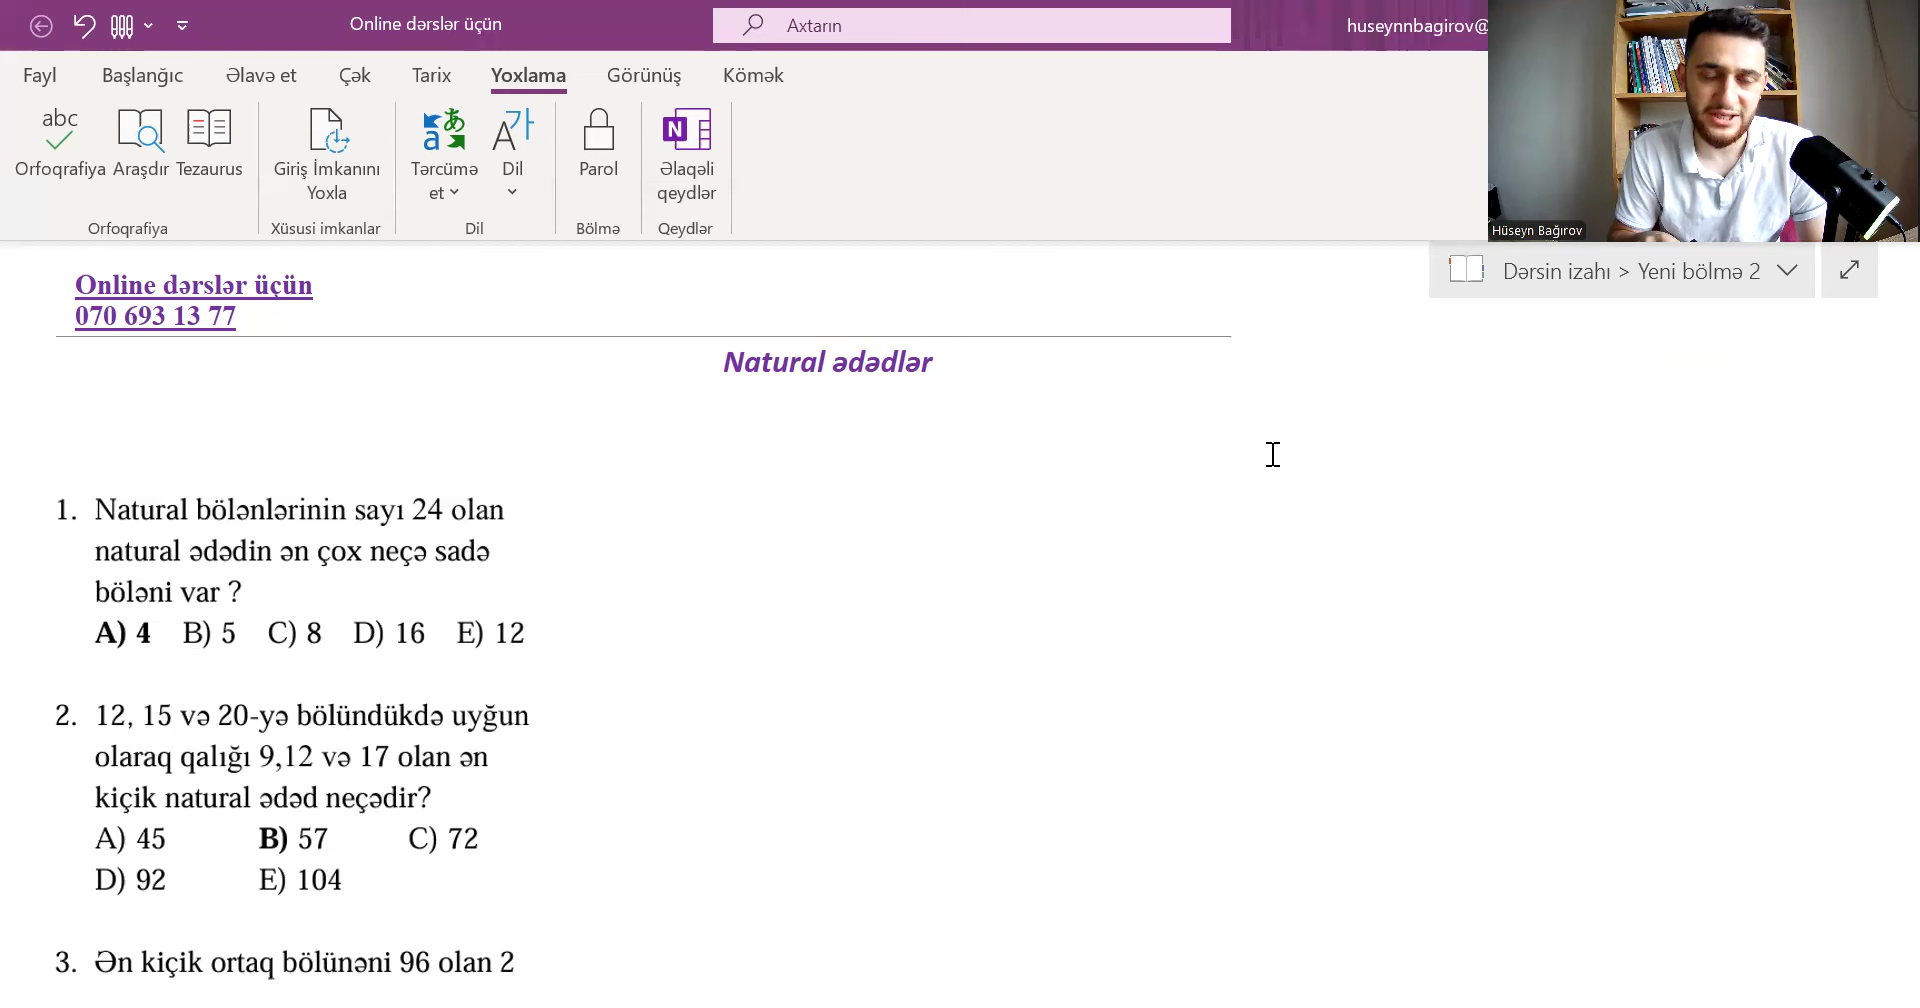 Online dərslər üçün
Axtarın
huseynnbagirov@
Fayl Başlanğıc Əlavə et Çək Tarix Yoxlama Görünüş Kömək
abc
Orfoqrafiya Araşdır Tezaurus Giriş İmkanını Yoxla Tərcümə et Dil Parol Əlaqəli qeydlər
Orfoqrafiya Xüsusi imkanlar Dil Bölmə Qeydlər
Hüseyn Bağırov
Dərsin izahı > Yeni bölmə 2
Online dərslər üçün
070 693 13 77
Natural ədədlər
1. Natural bölənlərinin sayı 24 olan
natural ədədin ən çox neçə sadə
böləni var ?
A) 4 B) 5 C) 8 D) 16 E) 12
2. 12, 15 və 20-yə bölündükdə uyğun
olaraq qalığı 9,12 və 17 olan ən
kiçik natural ədəd neçədir?
A) 45 B) 57 C) 72
D) 92 E) 104
3. Ən kiçik ortaq bölünəni 96 olan 2